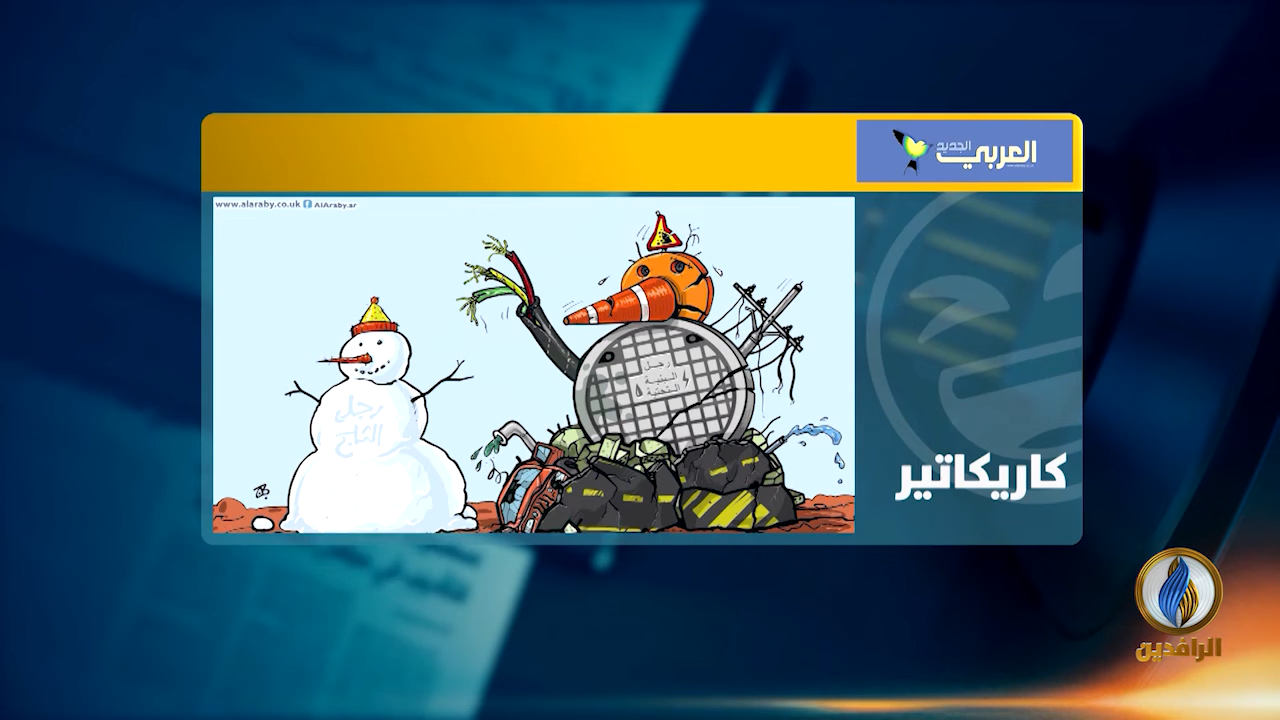 العربي الجديد
www.alaraby.co.uk AlAraby.ar
رجل
البنية
التحتية
رجل
الثلج
كاريكاتير
الرافدين